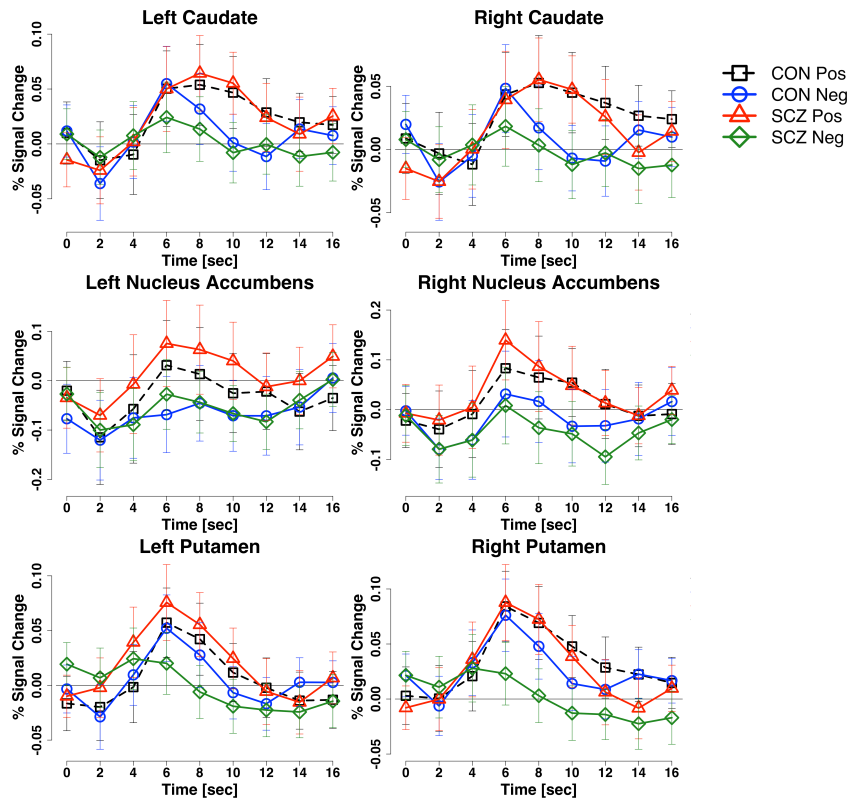 Left Caudate
% Signal Change
0.10
0.05
0.00
-0.05
0 2 4 6 8 10 12 14 16
Time [sec]
Right Caudate
% Signal Change
0.05
0.00
-0.05
0 2 4 6 8 10 12 14 16
Time [sec]
CON Pos
CON Neg
SCZ Pos
SCZ Neg
Left Nucleus Accumbens
% Signal Change
0.1
0.0
-0.1
-0.2
0 2 4 6 8 10 12 14 16
Time [sec]
Right Nucleus Accumbens
% Signal Change
0.2
0.1
0.0
-0.1
0 2 4 6 8 10 12 14 16
Time [sec]
Left Putamen
% Signal Change
0.10
0.05
0.00
-0.05
0 2 4 6 8 10 12 14 16
Time [sec]
Right Putamen
% Signal Change
0.10
0.05
0.00
-0.05
0 2 4 6 8 10 12 14 16
Time [sec]